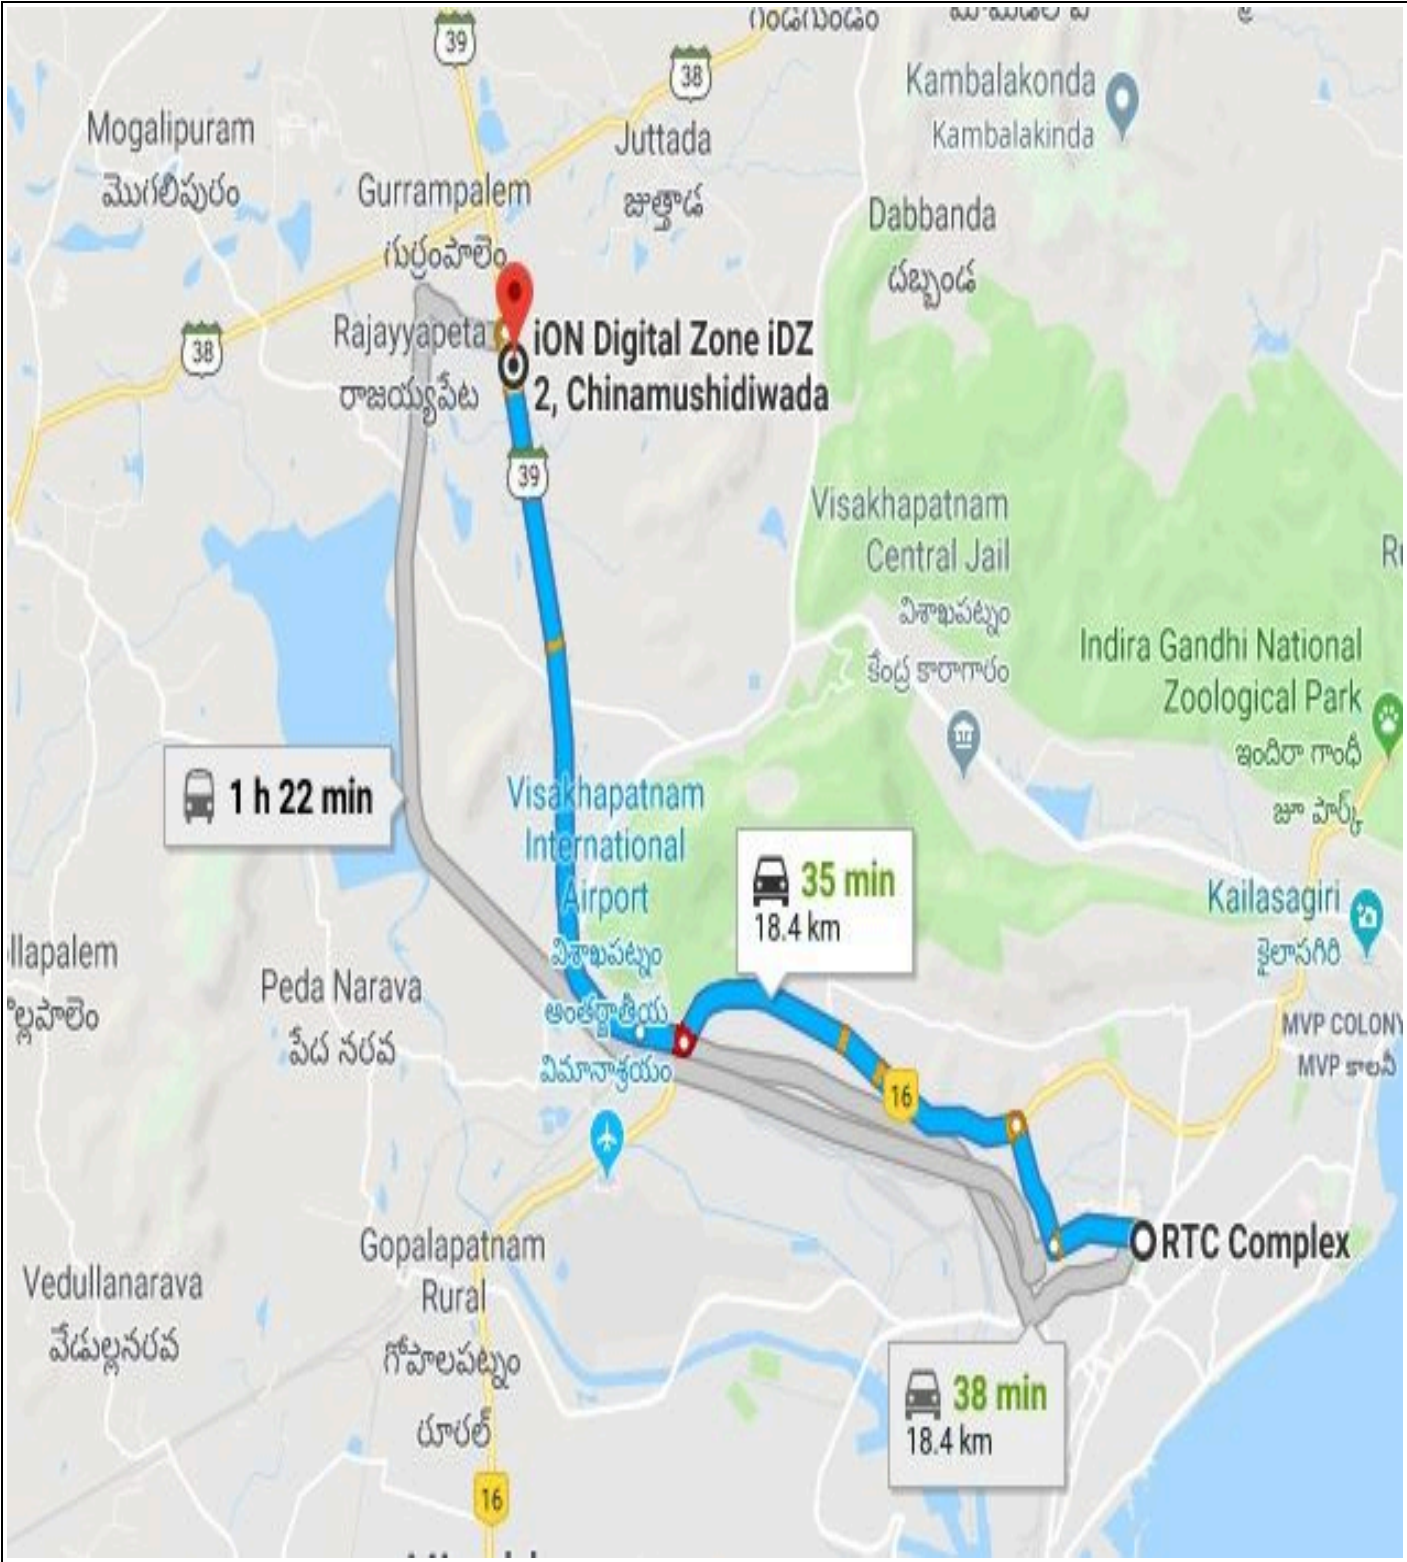 39
38
Mogalipuram
మొగలిపురం
Juttada
జుత్తాడ
Gurrampalem
గుర్రంపాలెం
Kambalakonda
Kambalakinda
Dabbanda
దబ్బండ
38
Rajayyapeta
రాజయ్యపేట
iON Digital Zone iDZ
2, Chinamushidiwada
39
Visakhapatnam
Central Jail
విశాఖపట్నం
కేంద్ర కారాగారం
Indira Gandhi National
Zoological Park
ఇందిరా గాంధీ
జూ పార్క్
1 h 22 min
Visakhapatnam
International
Airport
విశాఖపట్నం
అంతర్జాతీయ
విమానాశ్రయం
35 min
18.4 km
Kailasagiri
కైలాసగిరి
llapalem
Peda Narava
పేద నరవ
MVP COLONY
MVP కాలనీ
16
RTC Complex
Gopalapatnam
Rural
గోపాలపట్నం
రూరల్
Vedullanarava
వేడుల్లనరవ
38 min
18.4 km
16